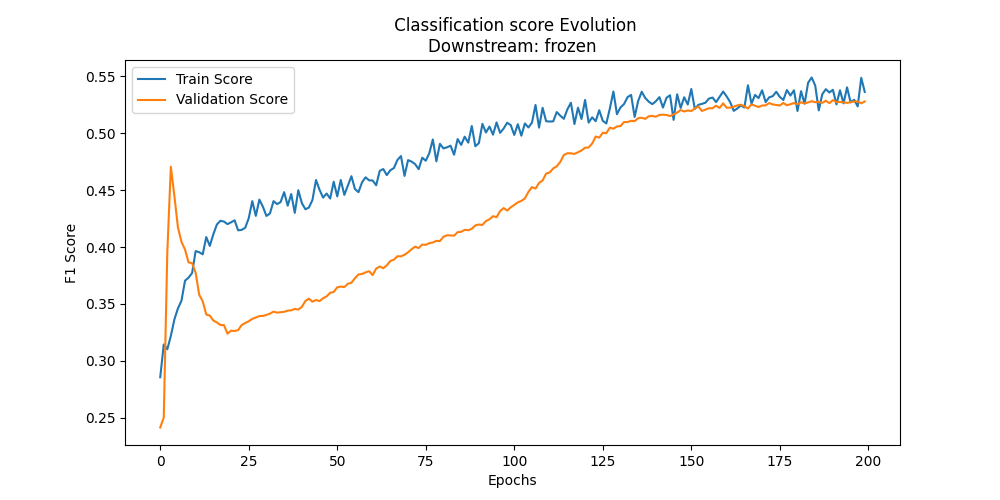 Classification score Evolution
Downstream: frozen
Train Score
Validation Score
F1 Score
0.55
0.50
0.45
0.40
0.35
0.30
0.25
0 25 50 75 100 125 150 175 200
Epochs